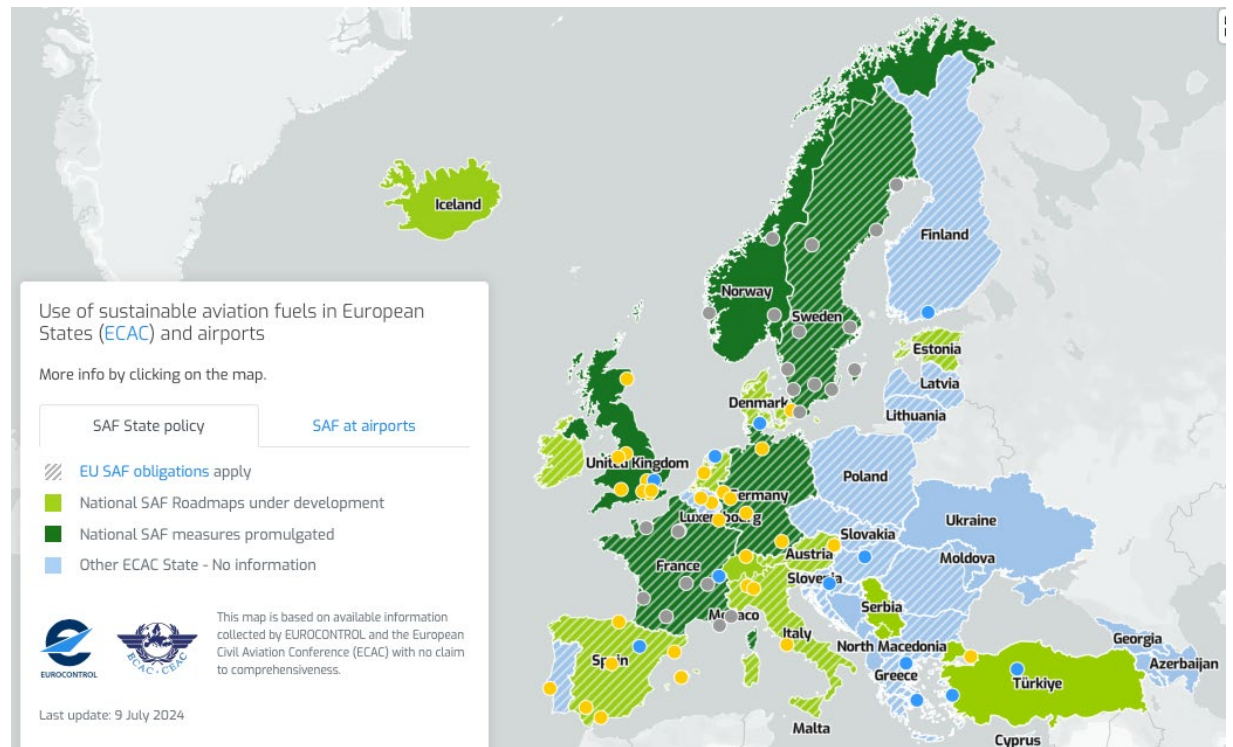 Iceland
Finland
Norway
Sweden
Estonia
Latvia
Lithuania
Denmark
United Kingdom
Poland
Germany
Luxembourg
Ukraine
Slovakia
Moldova
Austria
France
Slovenia
Serbia
Monaco
Italy
Georgia
North Macedonia
Azerbaijan
Spain
Greece
Türkiye
Malta
Cyprus
Use of sustainable aviation fuels in European
States (ECAC) and airports
More info by clicking on the map.
SAF State policy
SAF at airports
EU SAF obligations apply
National SAF Roadmaps under development
National SAF measures promulgated
Other ECAC State - No information
EUROCONTROL
ECAC • CEAC
This map is based on available information
collected by EUROCONTROL and the European
Civil Aviation Conference (ECAC) with no claim
to comprehensiveness.
Last update: 9 July 2024